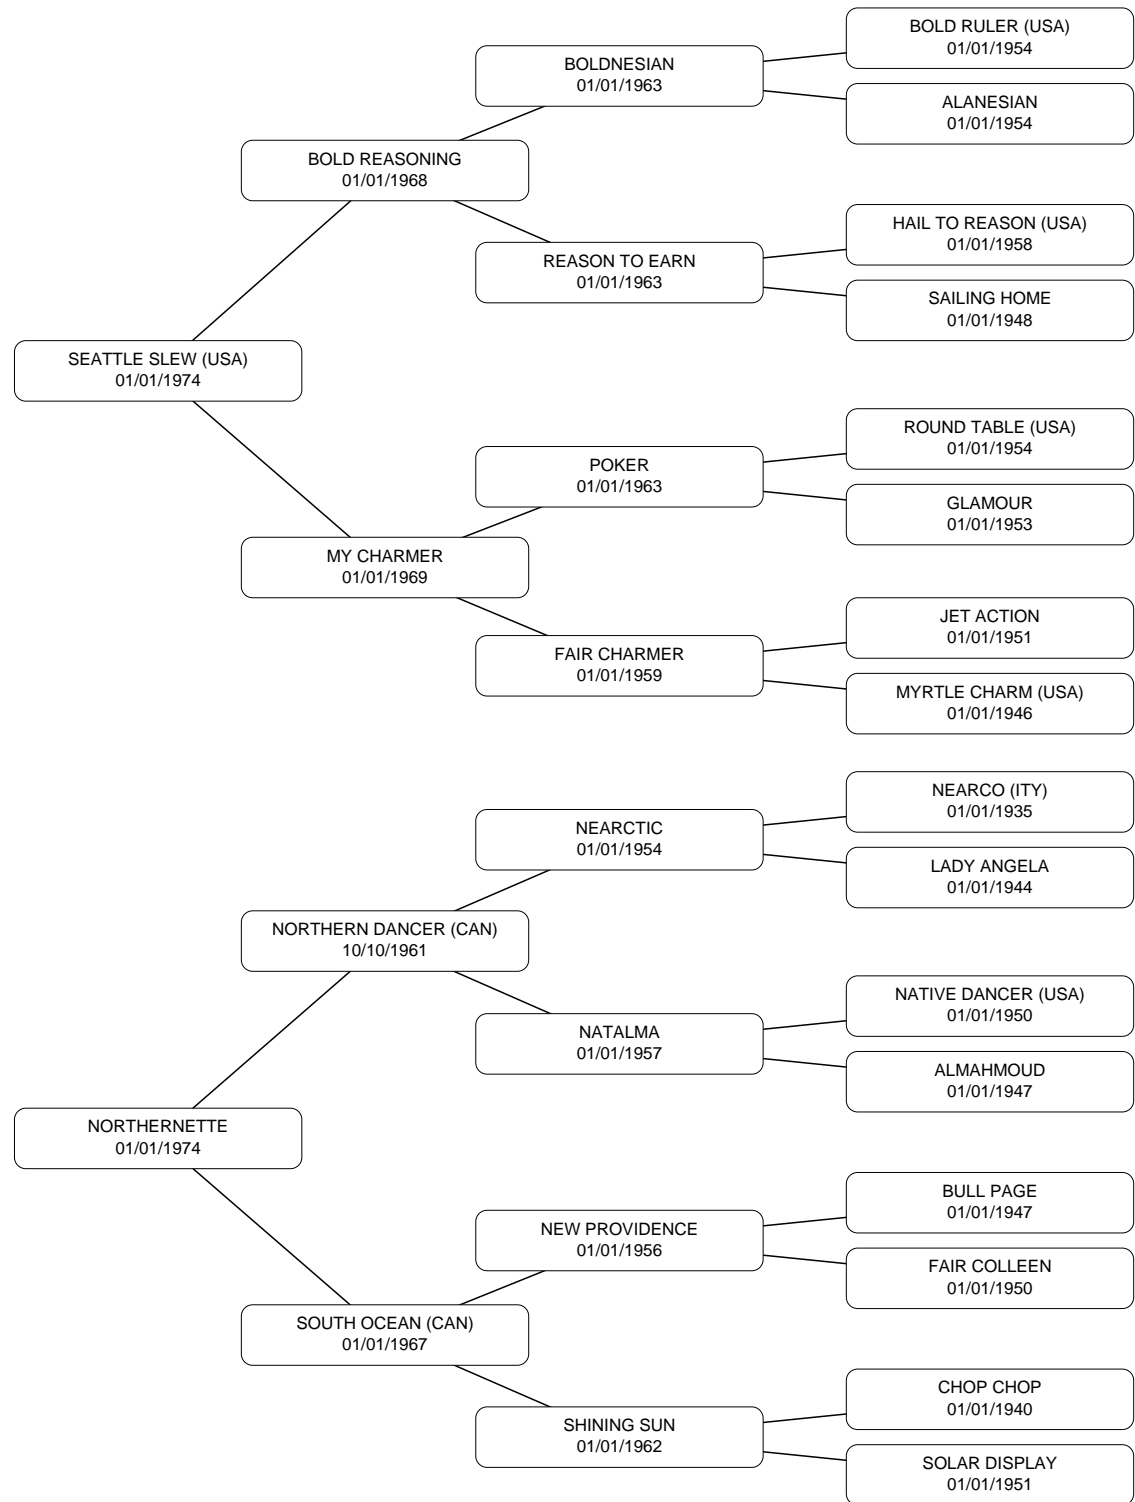 BOLD RULER (USA)
01/01/1954
BOLDNESIAN
01/01/1963
ALANESIAN
01/01/1954
BOLD REASONING
01/01/1968
HAIL TO REASON (USA)
01/01/1958
REASON TO EARN
01/01/1963
SAILING HOME
01/01/1948
SEATTLE SLEW (USA)
01/01/1974
ROUND TABLE (USA)
01/01/1954
POKER
01/01/1963
GLAMOUR
01/01/1953
MY CHARMER
01/01/1969
JET ACTION
01/01/1951
FAIR CHARMER
01/01/1959
MYRTLE CHARM (USA)
01/01/1946
NEARCO (ITY)
01/01/1935
NEARCTIC
01/01/1954
LADY ANGELA
01/01/1944
NORTHERN DANCER (CAN)
10/10/1961
NATIVE DANCER (USA)
01/01/1950
NATALMA
01/01/1957
ALMAHMOUD
01/01/1947
NORTHERNETTE
01/01/1974
BULL PAGE
01/01/1947
NEW PROVIDENCE
01/01/1956
FAIR COLLEEN
01/01/1950
SOUTH OCEAN (CAN)
01/01/1967
CHOP CHOP
01/01/1940
SHINING SUN
01/01/1962
SOLAR DISPLAY
01/01/1951